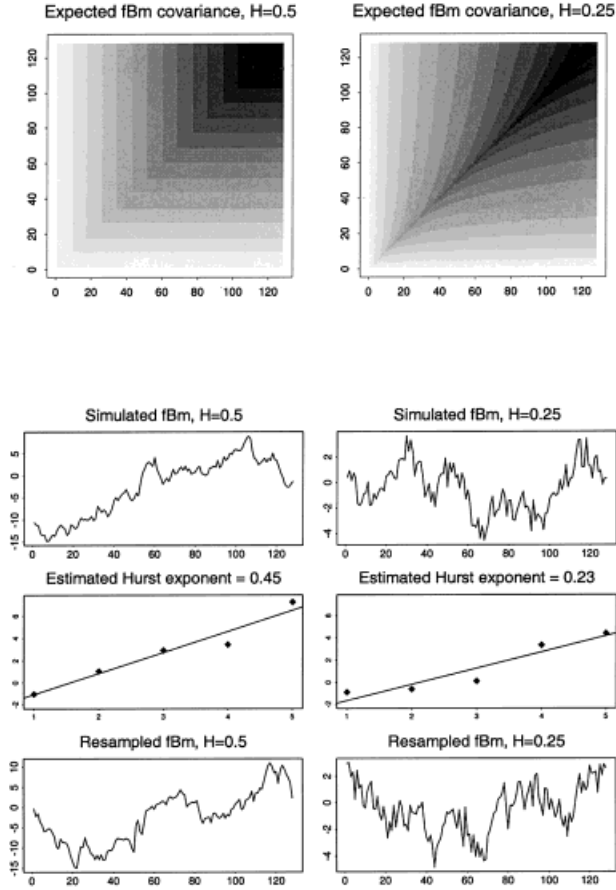 Expected fBm covariance, H=0.5
Expected fBm covariance, H=0.25
120
100
80
60
40
20
0
0 20 40 60 80 100 120
120
100
80
60
40
20
0
0 20 40 60 80 100 120
Simulated fBm, H=0.5
Simulated fBm, H=0.25
5
0
-5
-10
-15
0 20 40 60 80 100 120
2
0
-2
-4
0 20 40 60 80 100 120
Estimated Hurst exponent = 0.45
Estimated Hurst exponent = 0.23
6
4
2
0
-2
1 2 3 4 5
6
4
2
0
-2
1 2 3 4 5
Resampled fBm, H=0.5
Resampled fBm, H=0.25
10
5
0
-5
-10
-15
0 20 40 60 80 100 120
2
0
-2
-4
0 20 40 60 80 100 120